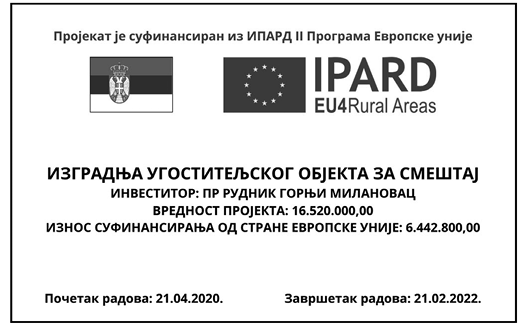 Пројекат је суфинансиран из ИПАРД II Програма Европске уније
IPARD
EU4Rural Areas
ИЗГРАДЊА УГОСТИТЕЉСКОГ ОБЈЕКТА ЗА СМЕШТАЈ
ИНВЕСТИТОР: ПР РУДНИК ГОРЊИ МИЛАНОВАЦ
ВРЕДНОСТ ПРОЈЕКТА: 16.520.000,00
ИЗНОС СУФИНАНСИРАЊА ОД СТРАНЕ ЕВРОПСКЕ УНИЈЕ: 6.442.800,00
Почетак радова: 21.04.2020. Завршетак радова: 21.02.2022.